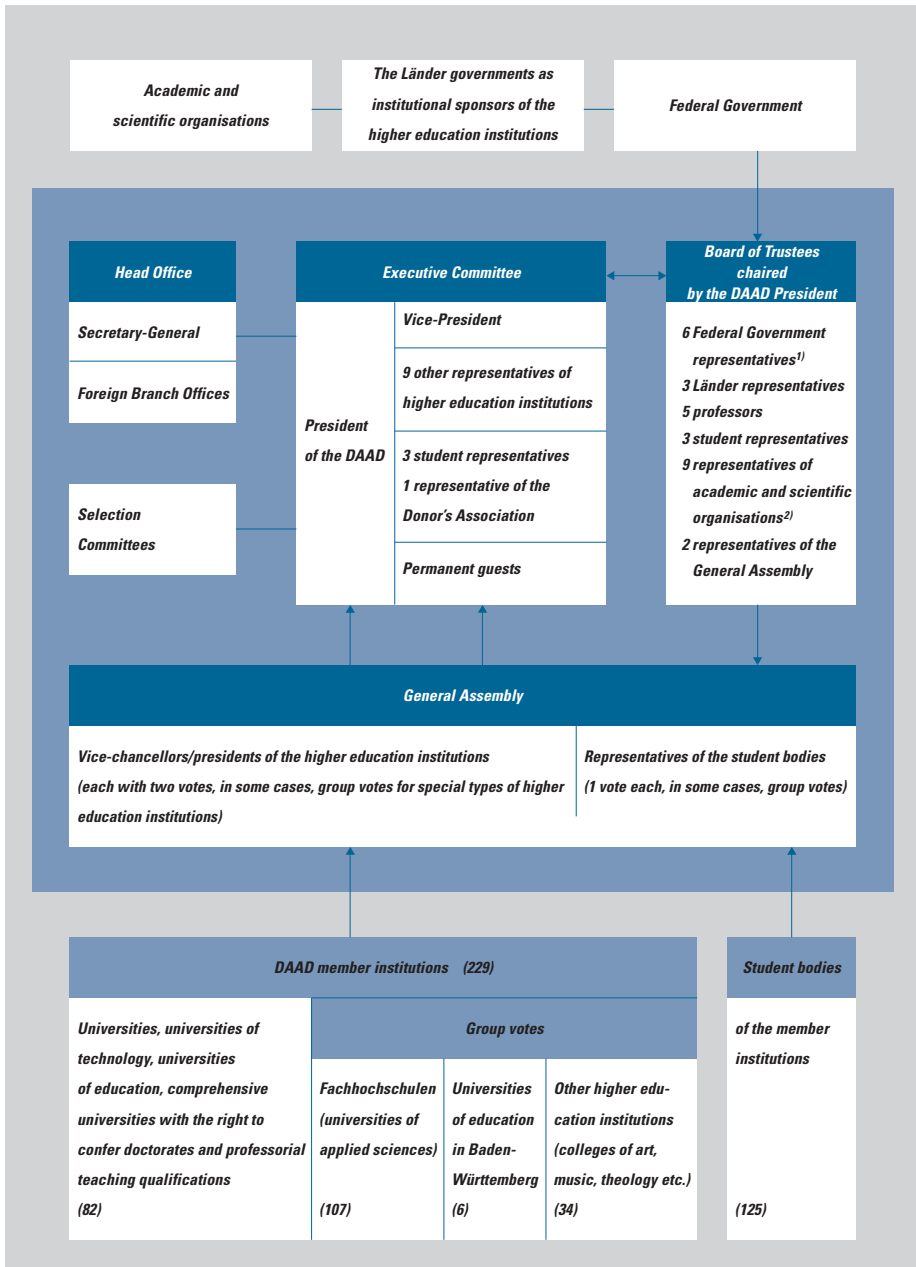 Academic and
scientific organisations
The Länder governments as
institutional sponsors of the
higher education institutions
Federal Government
Head Office
Secretary-General
Foreign Branch Offices
Selection
Committees
Executive Committee
President
of the DAAD
Vice-President
9 other representatives of
higher education institutions
3 student representatives
1 representative of the
Donor's Association
Permanent guests
Board of Trustees
chaired
by the DAAD President
6 Federal Government
representatives1)
3 Länder representatives
5 professors
3 student representatives
9 representatives of
academic and scientific
organisations2)
2 representatives of the
General Assembly
General Assembly
Vice-chancellors/presidents of the higher education institutions
(each with two votes, in some cases, group votes for special types of higher
education institutions)
Representatives of the student bodies
(1 vote each, in some cases, group votes)
DAAD member institutions (229)
Universities, universities of
technology, universities
of education, comprehensive
universities with the right to
confer doctorates and professorial
teaching qualifications
(82)
Group votes
Fachhochschulen
(universities of
applied sciences)
(107)
Universities
of education
in Baden-
Württemberg
(6)
Other higher edu-
cation institutions
(colleges of art,
music, theology etc.)
(34)
Student bodies
of the member
institutions
(125)